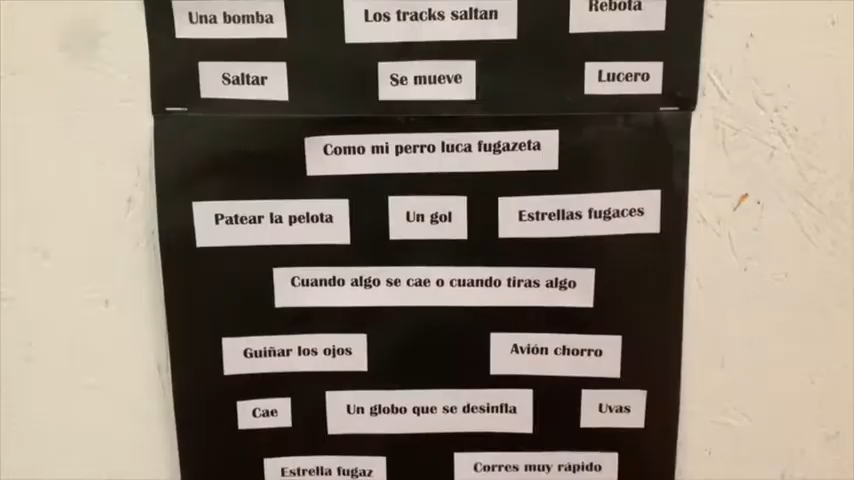 Una bomba
Los tracks saltan
Rebota
Saltar
Se mueve
Lucero
Como mi perro luca fugazeta
Patear la pelota
Un gol
Estrellas fugaces
Cuando algo se cae o cuando tiras algo
Guiñar los ojos
Avión chorro
Cae
Un globo que se desinfla
Uvas
Estrella fugaz
Corres muy rápido